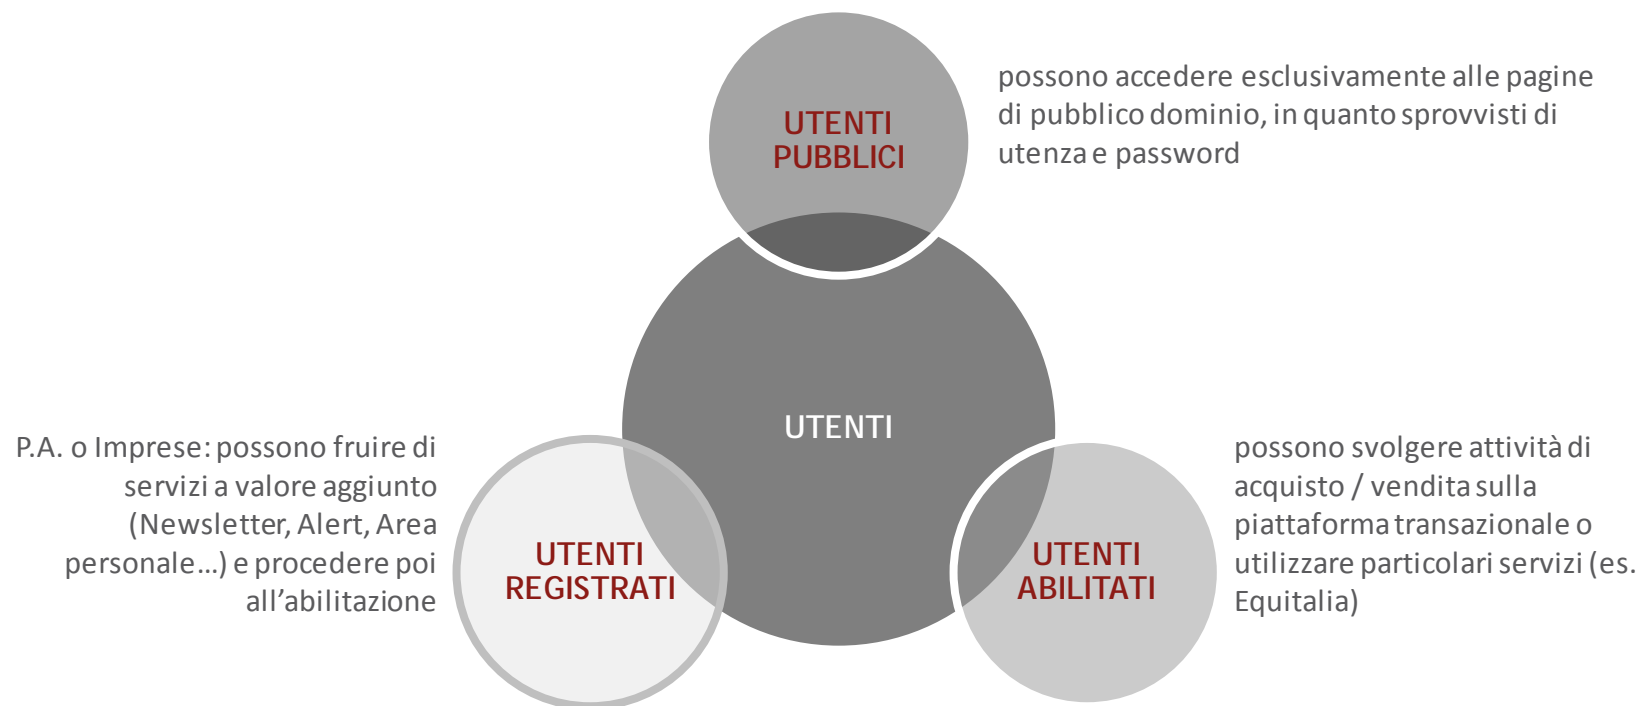 UTENTI
PUBBLICI
possono accedere esclusivamente alle pagine
di pubblico dominio, in quanto sprovvisti di
utenza e password
UTENTI
P.A. o Imprese: possono fruire di
servizi a valore aggiunto
(Newsletter, Alert, Area
personale…) e procedere poi
all’abilitazione
UTENTI
REGISTRATI
UTENTI
ABILITATI
possono svolgere attività di
acquisto / vendita sulla
piattaforma transazionale o
utilizzare particolari servizi (es.
Equitalia)